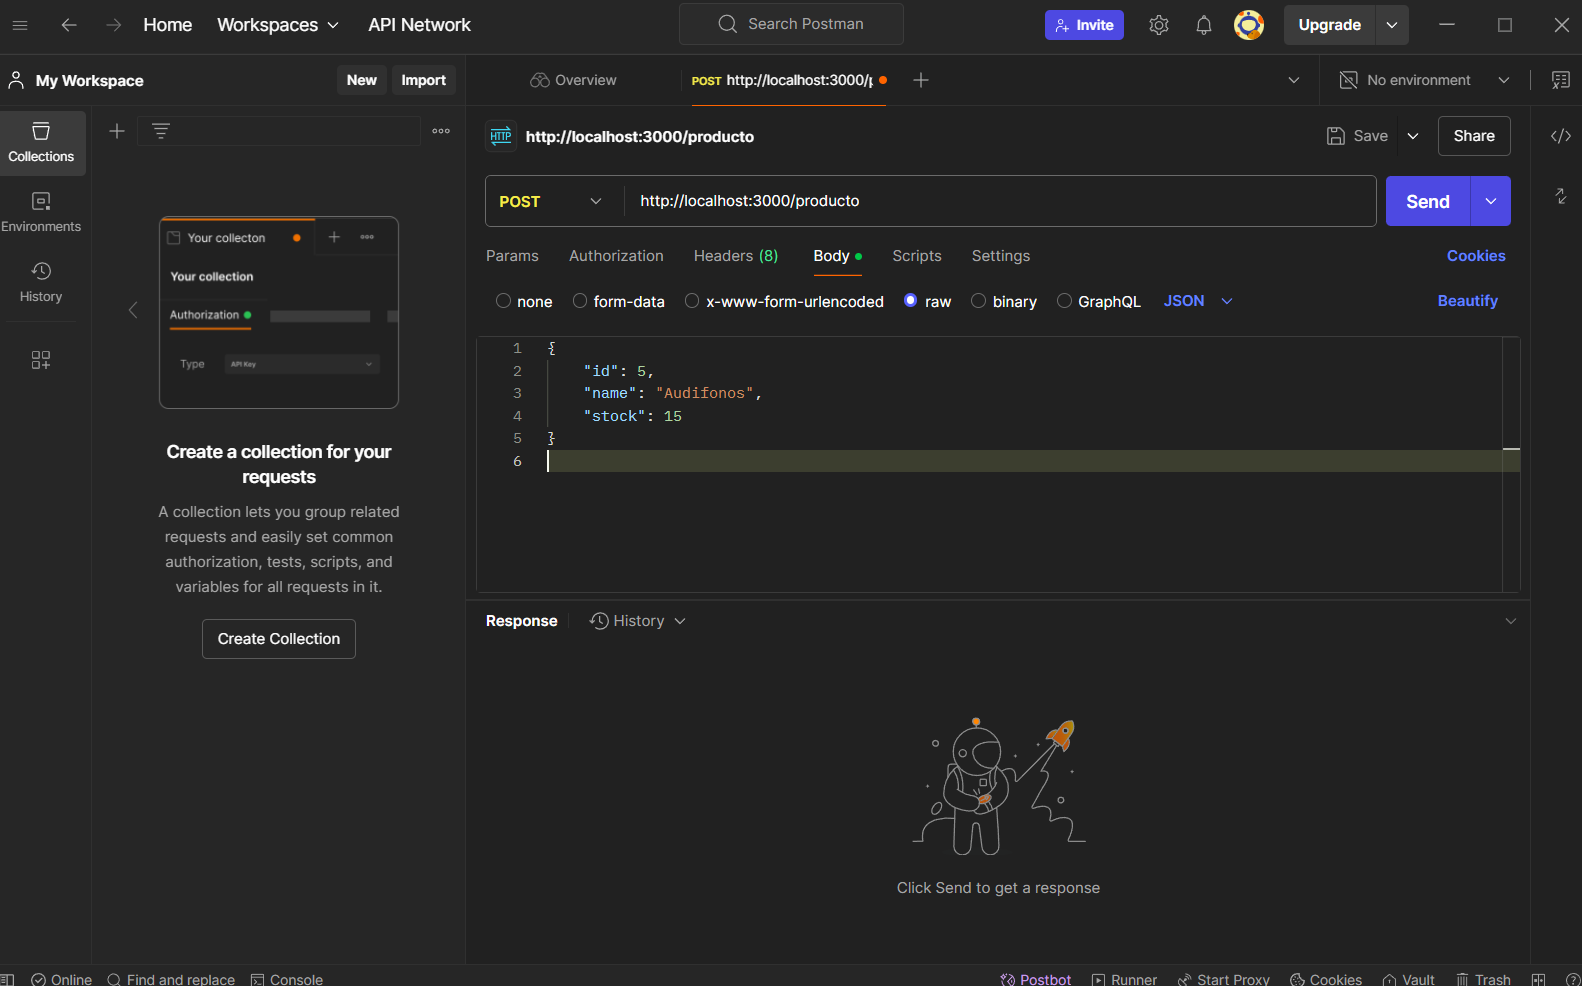 Home Workspaces API Network Search Postman Invite Upgrade
My Workspace New Import Overview POST http://localhost:3000/p No environment
Collections
Environments
History
Your collecton
Your collection
Authorization
Type API Key
Create a collection for your
requests
A collection lets you group related
requests and easily set common
authorization, tests, scripts, and
variables for all requests in it.
Create Collection
HTTP http://localhost:3000/producto Save Share
POST http://localhost:3000/producto Send
Params Authorization Headers (8) Body Scripts Settings Cookies
none form-data x-www-form-urlencoded raw binary GraphQL JSON Beautify
1 {
2 "id": 5,
3 "name": "Audifonos",
4 "stock": 15
5 }
6
Response History
Click Send to get a response
Online Find and replace Console Postbot Runner Start Proxy Cookies Vault Trash